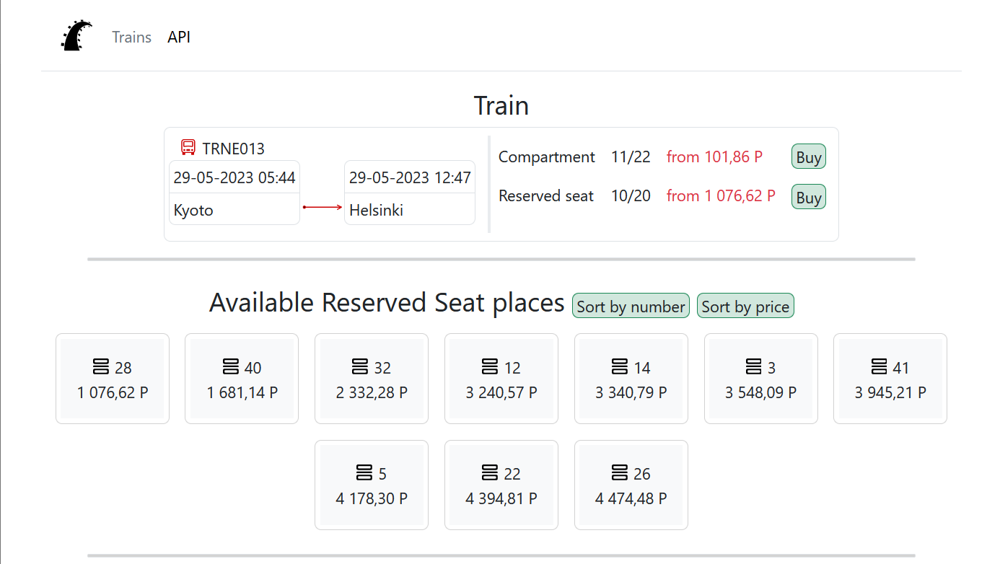 Trains API
Train
TRNE013
29-05-2023 05:44
Kyoto
29-05-2023 12:47
Helsinki
Compartment 11/22 from 101,86 P Buy
Reserved seat 10/20 from 1 076,62 P Buy
Available Reserved Seat places Sort by number Sort by price
28
1 076,62 P
40
1 681,14 P
32
2 332,28 P
12
3 240,57 P
14
3 340,79 P
3
3 548,09 P
41
3 945,21 P
5
4 178,30 P
22
4 394,81 P
26
4 474,48 P